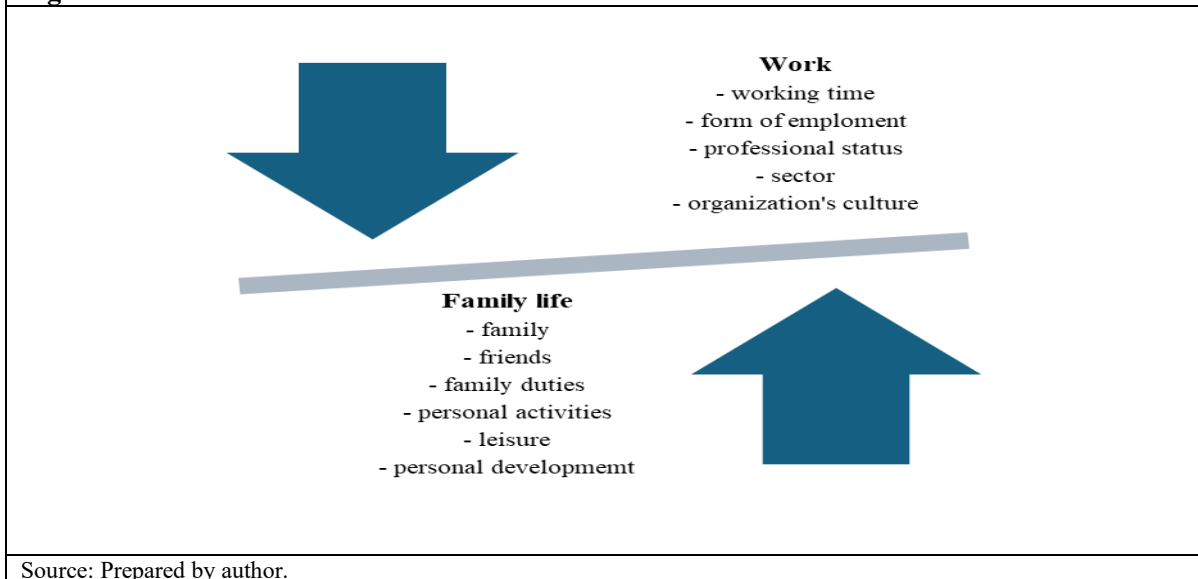 Work
- working time
- form of emploment
- professional status
- sector
- organization's culture
Family life
- family
- friends
- family duties
- personal activities
- leisure
- personal developmemt
Source: Prepared by author.